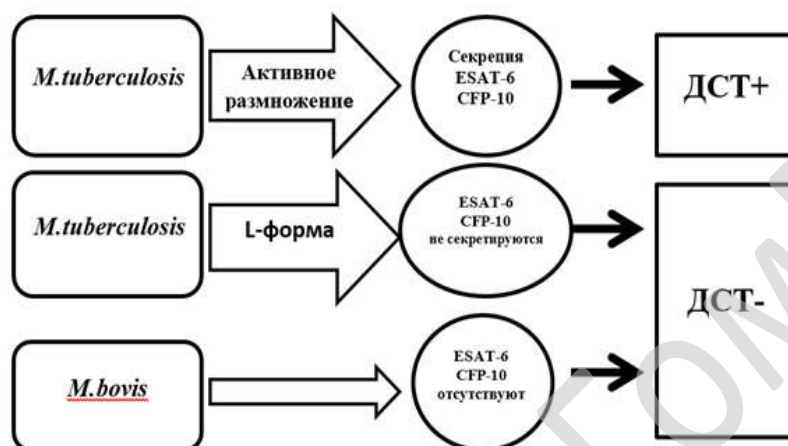 M.tuberculosis
Активное
размножение
Секреция
ESAT-6
CFP-10
ДСТ+
M.tuberculosis
L-форма
ESAT-6
CFP-10
не секретируются
ДСТ-
M.bovis
ESAT-6
CFP-10
отсутствуют